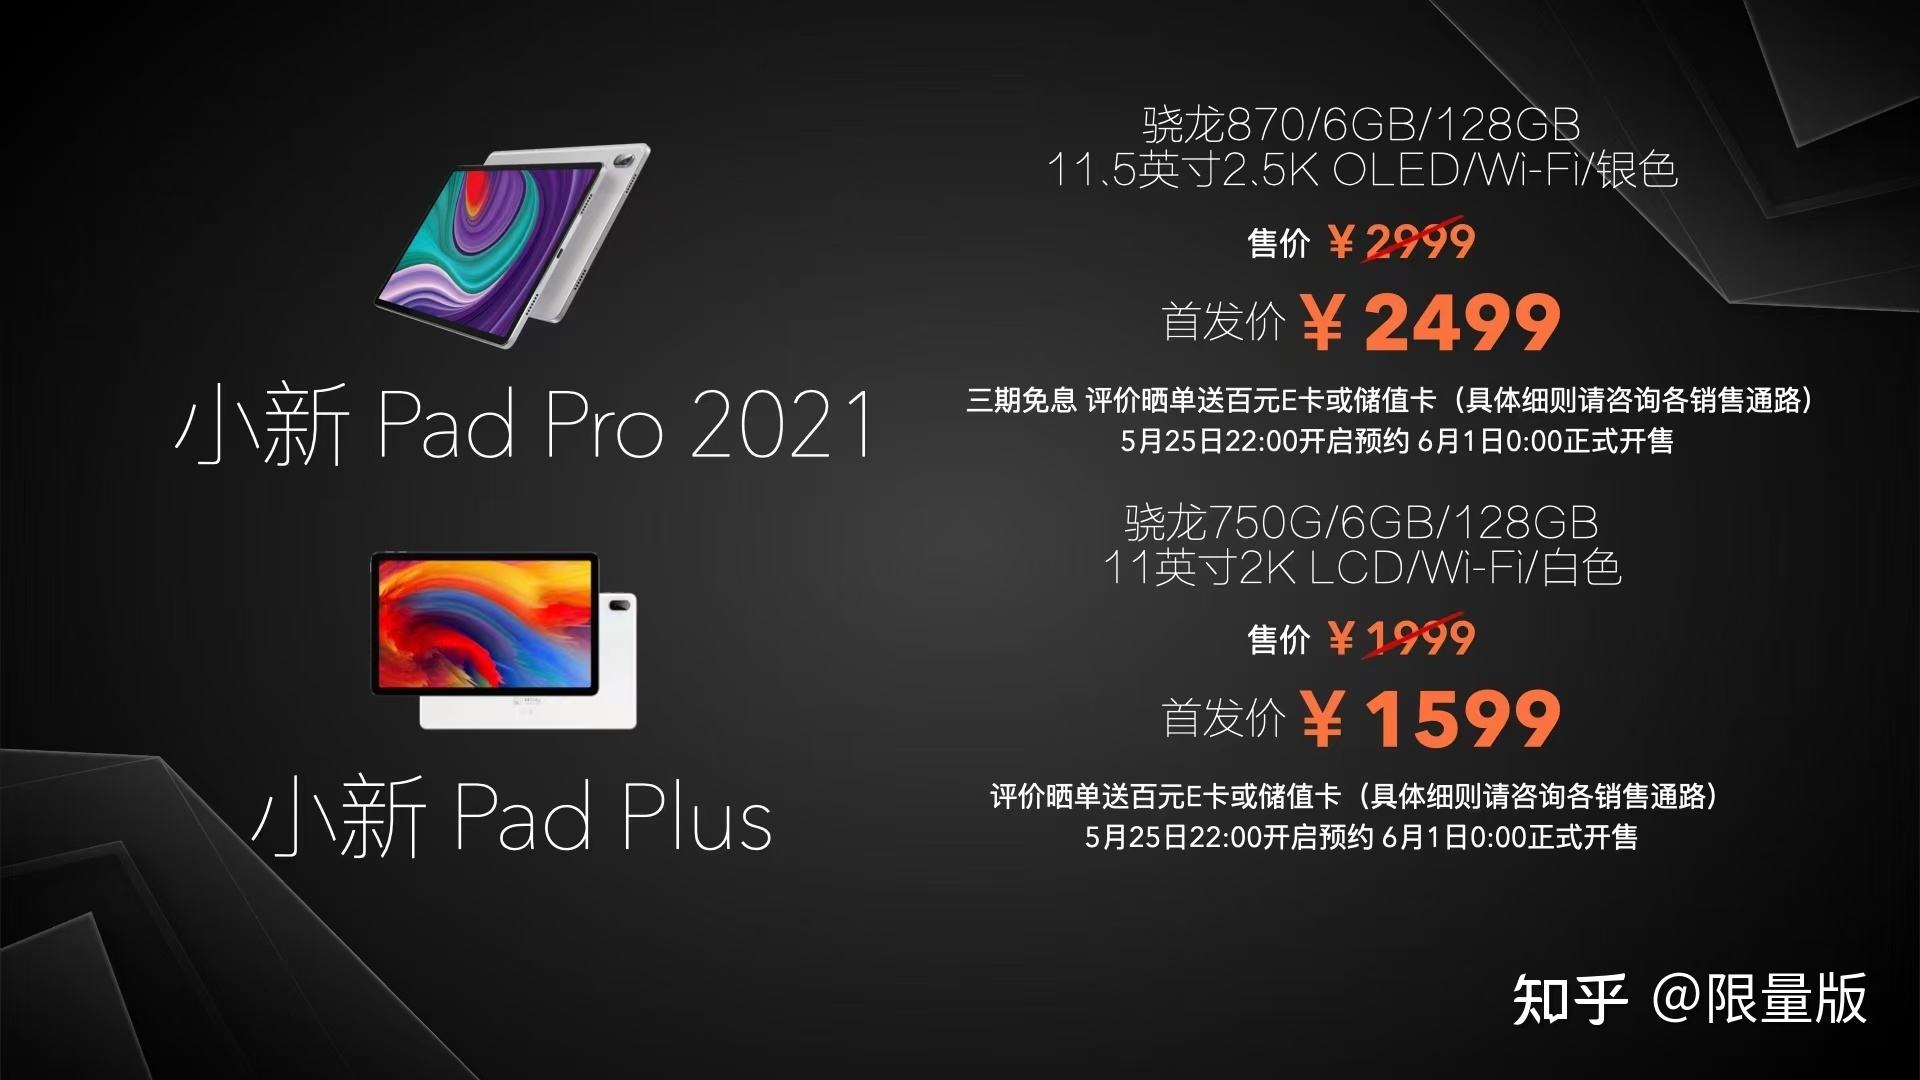 骁龙870/6GB/128GB
11.5英寸2.5K OLED/Wi-Fi/银色
售价 ¥2999
首发价 ¥2499
小新 Pad Pro 2021
三期免息 评价晒单送百元E卡或储值卡（具体细则请咨询各销售通路）
5月25日22:00开启预约 6月1日0:00正式开售
骁龙750G/6GB/128GB
11英寸2K LCD/Wi-Fi/白色
售价 ¥1999
首发价 ¥1599
小新 Pad Plus
评价晒单送百元E卡或储值卡（具体细则请咨询各销售通路）
5月25日22:00开启预约 6月1日0:00正式开售
知乎 @限量版